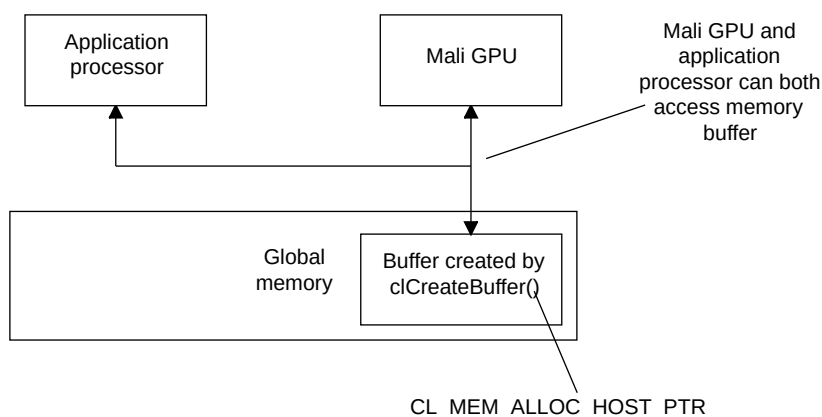 Application
processor
Mali GPU
Mali GPU and
application
processor can both
access memory
buffer
Global
memory
Buffer created by
clCreateBuffer()
CL_MEM_ALLOC_HOST_PTR